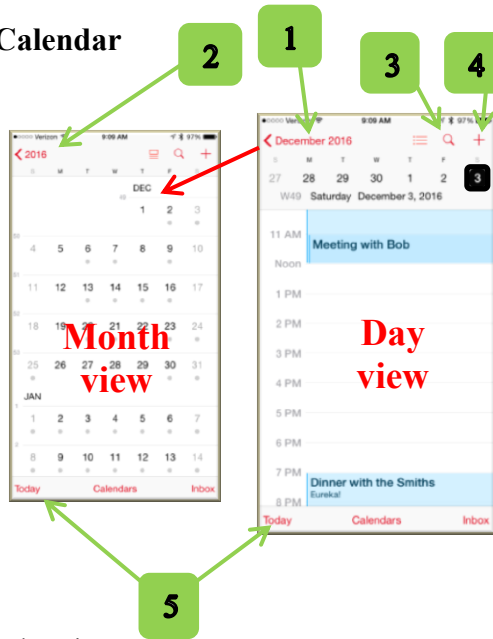 Calendar
1
2
3
4
Verizon 9:09 AM 97%
2016
S M T W T F S
DEC
48
1 2 3
4 5 6 7 8 9 10
11 12 13 14 15 16 17
18 19 20 21 22 23 24
25 26 27 28 29 30 31
JAN
1 2 3 4 5 6 7
8 9 10 11 12 13 14
Today Calendars Inbox
Month
view
9:09 AM 97%
December 2016
S M T W T F
27 28 29 30 1 2 3
W49 Saturday December 3, 2016
11 AM
Meeting with Bob
Noon
1 PM
2 PM
3 PM
4 PM
5 PM
6 PM
7 PM
Dinner with the Smiths
Eureka!
8 PM
Today Calendars Inbox
Day
view
5